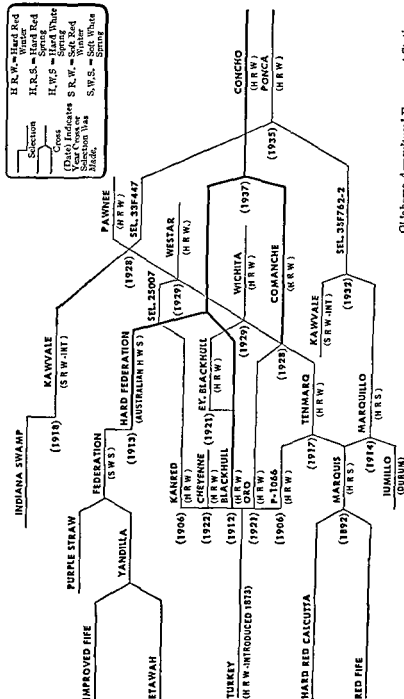 H R.W. = Hard Red
Winter
H.R.S. = Hard Red
Spring
H.W.S = Hard White
Spring
S R.W. = Soft Red
Winter
S.W.S. = Soft White
Spring
Selection
Cross
(Date) Indicates
Year Cross or
Selection Was
Made.
CONCHO
(H R W)
PONCA
(H R W)
(1935)
(1937)
PAWNEE
(H R W)
SEL. 33F447
(1928)
WESTAR
(H R W)
SEL. 25007
(1929)
WICHITA
(H R W)
(1929)
COMANCHE
(H R W)
(1928)
SEL. 35F762-2
KAWVALE
(S R W-INT)
(1932)
INDIANA SWAMP
(1918)
KAWVALE
(S R W-INT)
HARD FEDERATION
(AUSTRALIAN H W S)
(1913)
FEDERATION
(S W S)
PURPLE STRAW
YANDILLA
IMPROVED FIFE
ETAWAH
EY. BLACKHULL
(H R W)
(1921)
KANRED
(H R W)
(1906)
CHEYENNE
(H R W)
(1922)
BLACKHULL
(H R W)
(1912)
ORO
(H R W)
(1921)
P-1066
(H R W)
(1906)
TURKEY
(H R W-INTRODUCED 1873)
TENMARQ
(H R W)
(1917)
MARQUIS
(H R S)
(1892)
HARD RED CALCUTTA
RED FIFE
MARQUILLO
(H R S)
(1914)
IUMILLO
(DURUM)